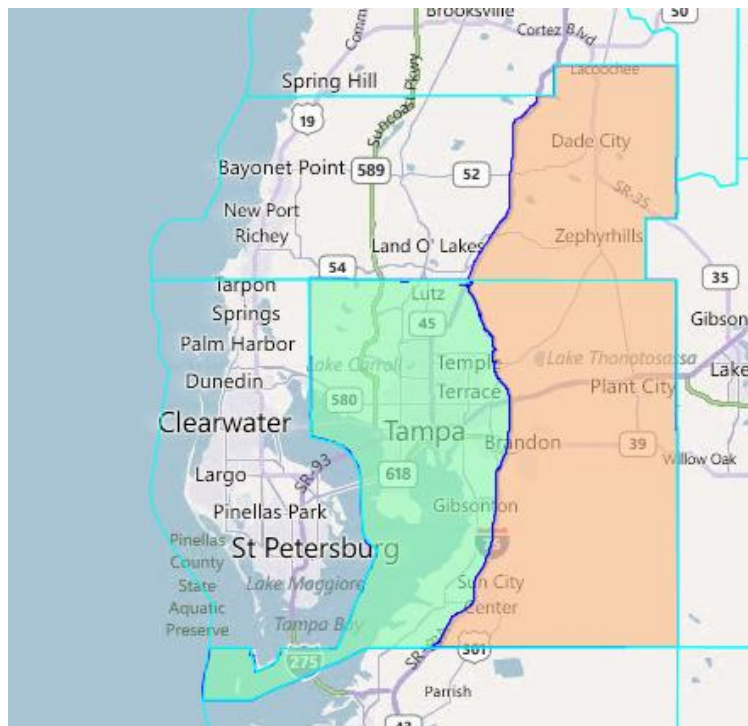 Brooksville
50
Comm
Cortez Blvd
Lacoochee
Spring Hill
Suncoast Pkwy
19
Dade City
Bayonet Point
589
52
SR-35
New Port
Richey
Land O' Lakes
Zephyrhills
54
35
Tarpon
Springs
Lutz
45
Gibson
Palm Harbor
Lake Carroll
Temple
Terrace
Lake Thonotosassa
Lake
Dunedin
580
Plant City
Clearwater
Tampa
Brandon
39
Willow Oak
Largo
SR-93
618
Pinellas Park
Gibsonton
Pinellas
County
State
Aquatic
Preserve
St Petersburg
75
Lake Maggiore
Sun City
Center
Tampa Bay
275
301
Parrish
43